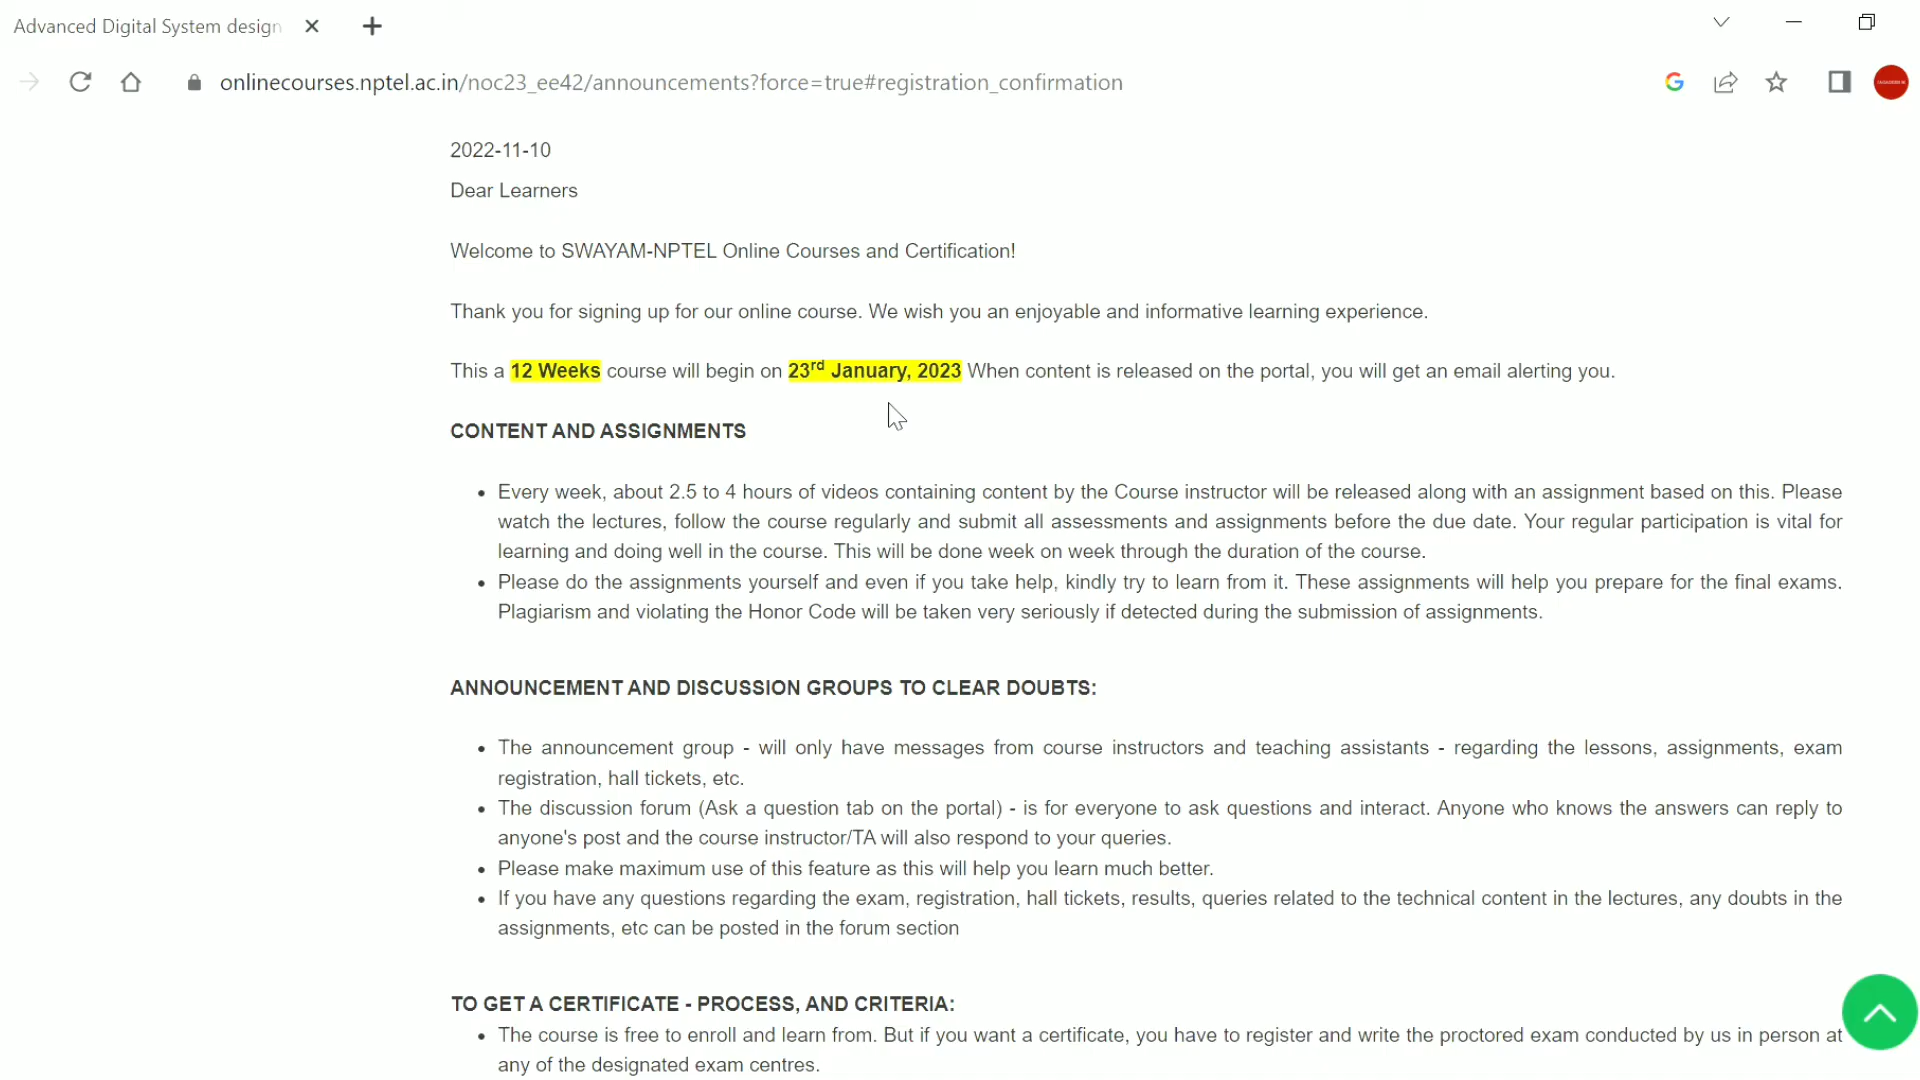 Advanced Digital System design
onlinecourses.nptel.ac.in/noc23_ee42/announcements?force=true#registration_confirmation
2022-11-10
Dear Learners
Welcome to SWAYAM-NPTEL Online Courses and Certification!
Thank you for signing up for our online course. We wish you an enjoyable and informative learning experience.
This a 12 Weeks course will begin on 23rd January, 2023 When content is released on the portal, you will get an email alerting you.
CONTENT AND ASSIGNMENTS
• Every week, about 2.5 to 4 hours of videos containing content by the Course instructor will be released along with an assignment based on this. Please
watch the lectures, follow the course regularly and submit all assessments and assignments before the due date. Your regular participation is vital for
learning and doing well in the course. This will be done week on week through the duration of the course.
• Please do the assignments yourself and even if you take help, kindly try to learn from it. These assignments will help you prepare for the final exams.
Plagiarism and violating the Honor Code will be taken very seriously if detected during the submission of assignments.
ANNOUNCEMENT AND DISCUSSION GROUPS TO CLEAR DOUBTS:
• The announcement group - will only have messages from course instructors and teaching assistants - regarding the lessons, assignments, exam
registration, hall tickets, etc.
• The discussion forum (Ask a question tab on the portal) - is for everyone to ask questions and interact. Anyone who knows the answers can reply to
anyone's post and the course instructor/TA will also respond to your queries.
• Please make maximum use of this feature as this will help you learn much better.
• If you have any questions regarding the exam, registration, hall tickets, results, queries related to the technical content in the lectures, any doubts in the
assignments, etc can be posted in the forum section
TO GET A CERTIFICATE - PROCESS, AND CRITERIA:
• The course is free to enroll and learn from. But if you want a certificate, you have to register and write the proctored exam conducted by us in person at
any of the designated exam centres.